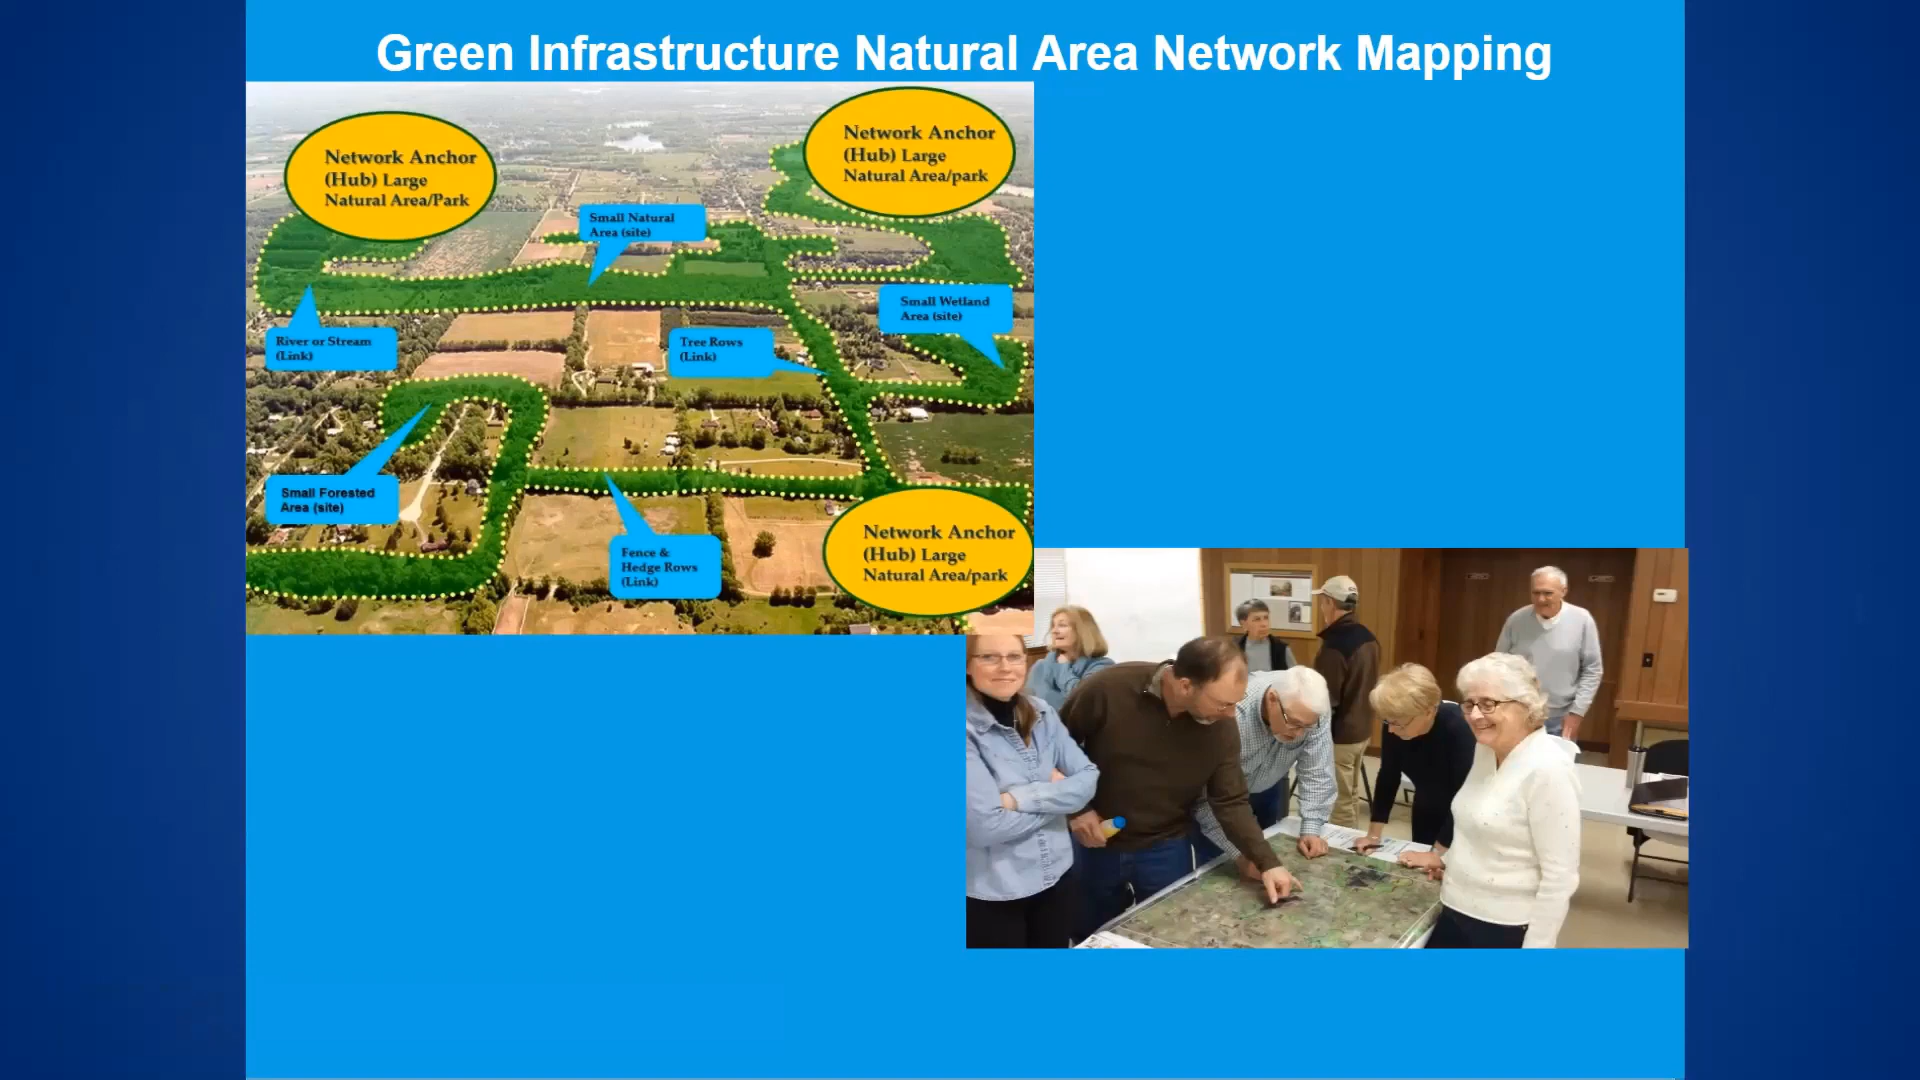 Green Infrastructure Natural Area Network Mapping
Network Anchor
(Hub) Large
Natural Area/Park
Network Anchor
(Hub) Large
Natural Area/park
Small Natural
Area (site)
Small Wetland
Area (site)
River or Stream
(Link)
Tree Rows
(Link)
Small Forested
Area (site)
Fence &
Hedge Rows
(Link)
Network Anchor
(Hub) Large
Natural Area/park